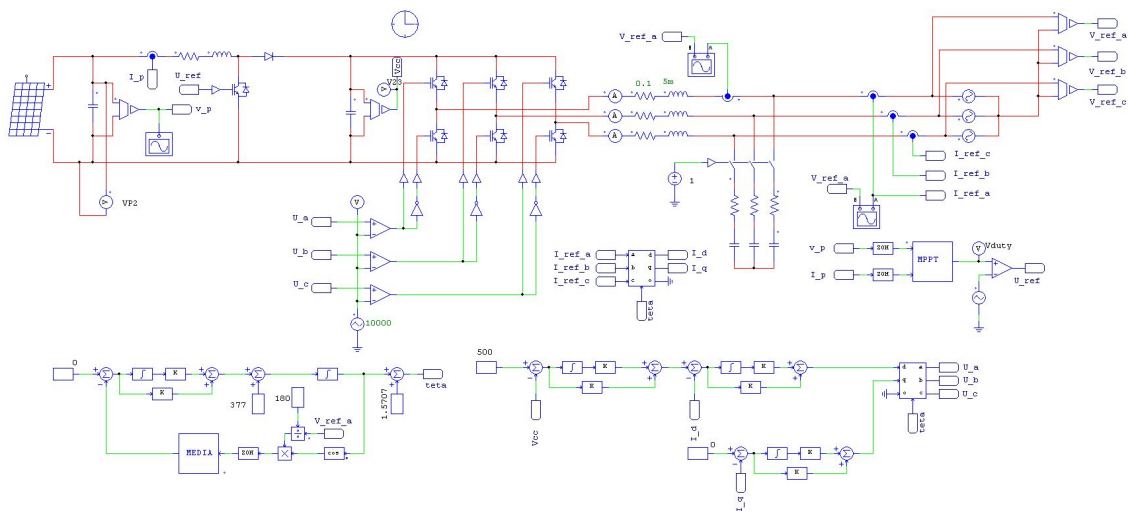 V_ref_a
B A
V_ref_a
V_ref_b
V_ref_c
I_p
U_ref
Vcc
V23
v_p
0.1 5m
A
A
A
V
VP2
V
1
I_ref_c
I_ref_b
I_ref_a
V_ref_a
B A
U_a
U_b
U_c
10000
I_ref_a
I_ref_b
I_ref_c
a d
b q
c o
I_d
I_q
teta
v_p
I_p
ZOH
ZOH
MPPT
V
Vduty
U_ref
0
K
K
377
180
V_ref_a
1.5707
teta
MEDIA
ZOH
cos
500
K
K
Vcc
K
K
I_d
0
K
K
I_q
d a
q b
o c
U_a
U_b
U_c
teta